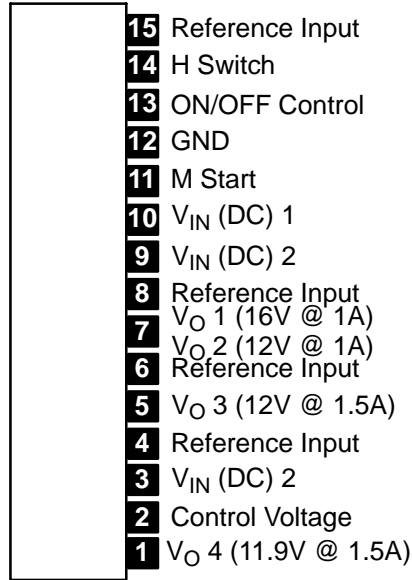 15 Reference Input
14 H Switch
13 ON/OFF Control
12 GND
11 M Start
10 VIN (DC) 1
9 VIN (DC) 2
8 Reference Input
VO 1 (16V @ 1A)
7
VO 2 (12V @ 1A)
6 Reference Input
5 VO 3 (12V @ 1.5A)
4 Reference Input
3 VIN (DC) 2
2 Control Voltage
1 VO 4 (11.9V @ 1.5A)